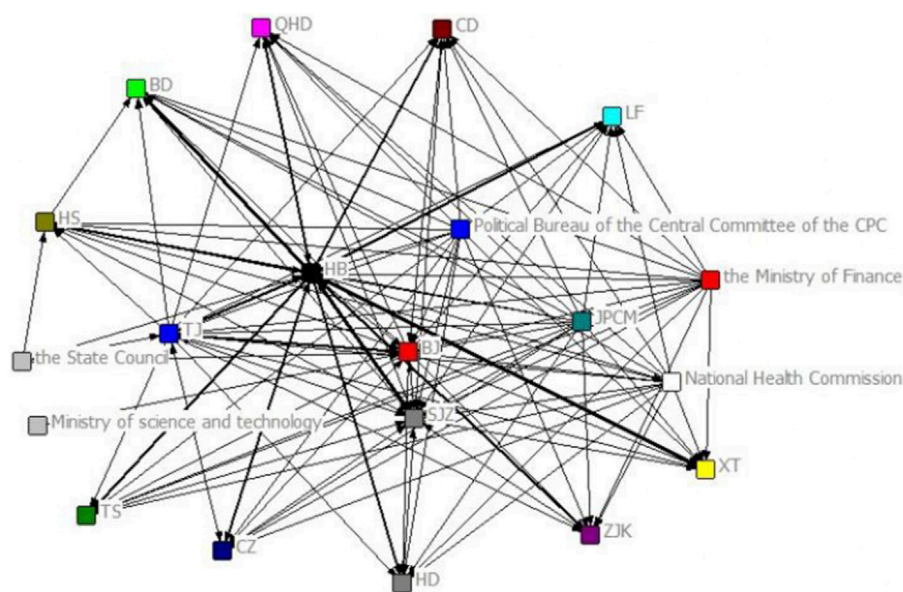 QHD
CD
BD
LF
HS
Political Bureau of the Central Committee of the CPC
HB
the Ministry of Finance
JPCM
TJ
BJ
the State Council
National Health Commission
SJZ
Ministry of science and technology
XT
TS
ZJK
CZ
HD